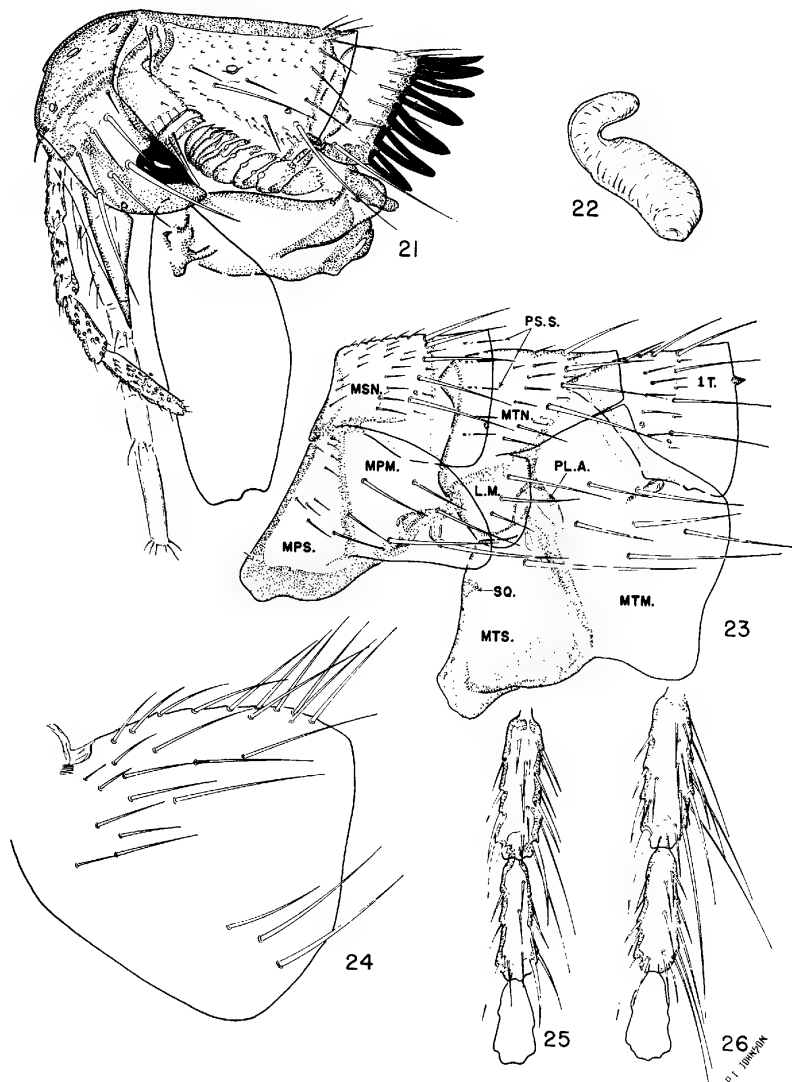 21
22
PS.S.
MSN.
MTN.
1T.
MPM.
L.M.
PL.A.
MPS.
SQ.
MTM.
MTS.
23
24
25
26
P.T. JOHNSON